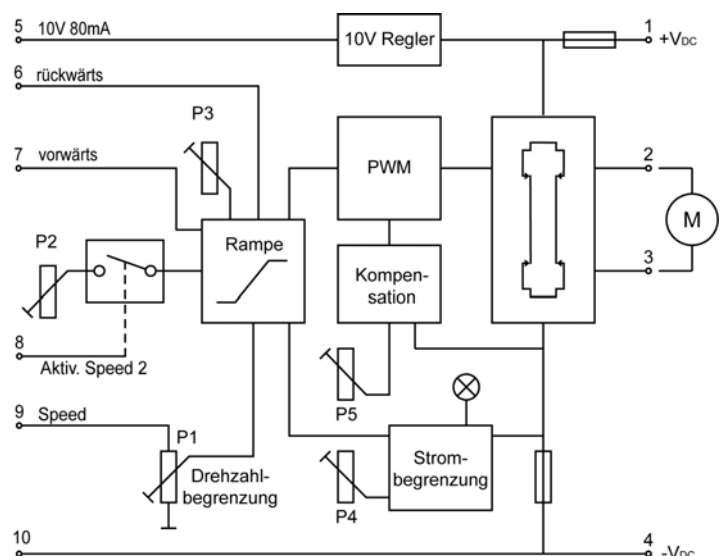 5
10V 80mA
10V Regler
1
+VDC
6
rückwärts
P3
7
vorwärts
PWM
2
M
P2
Rampe
Kompen-
sation
3
8
Aktiv. Speed 2
P5
9
Speed
P1
Drehzahl-
begrenzung
Strom-
begrenzung
P4
10
4
-VDC